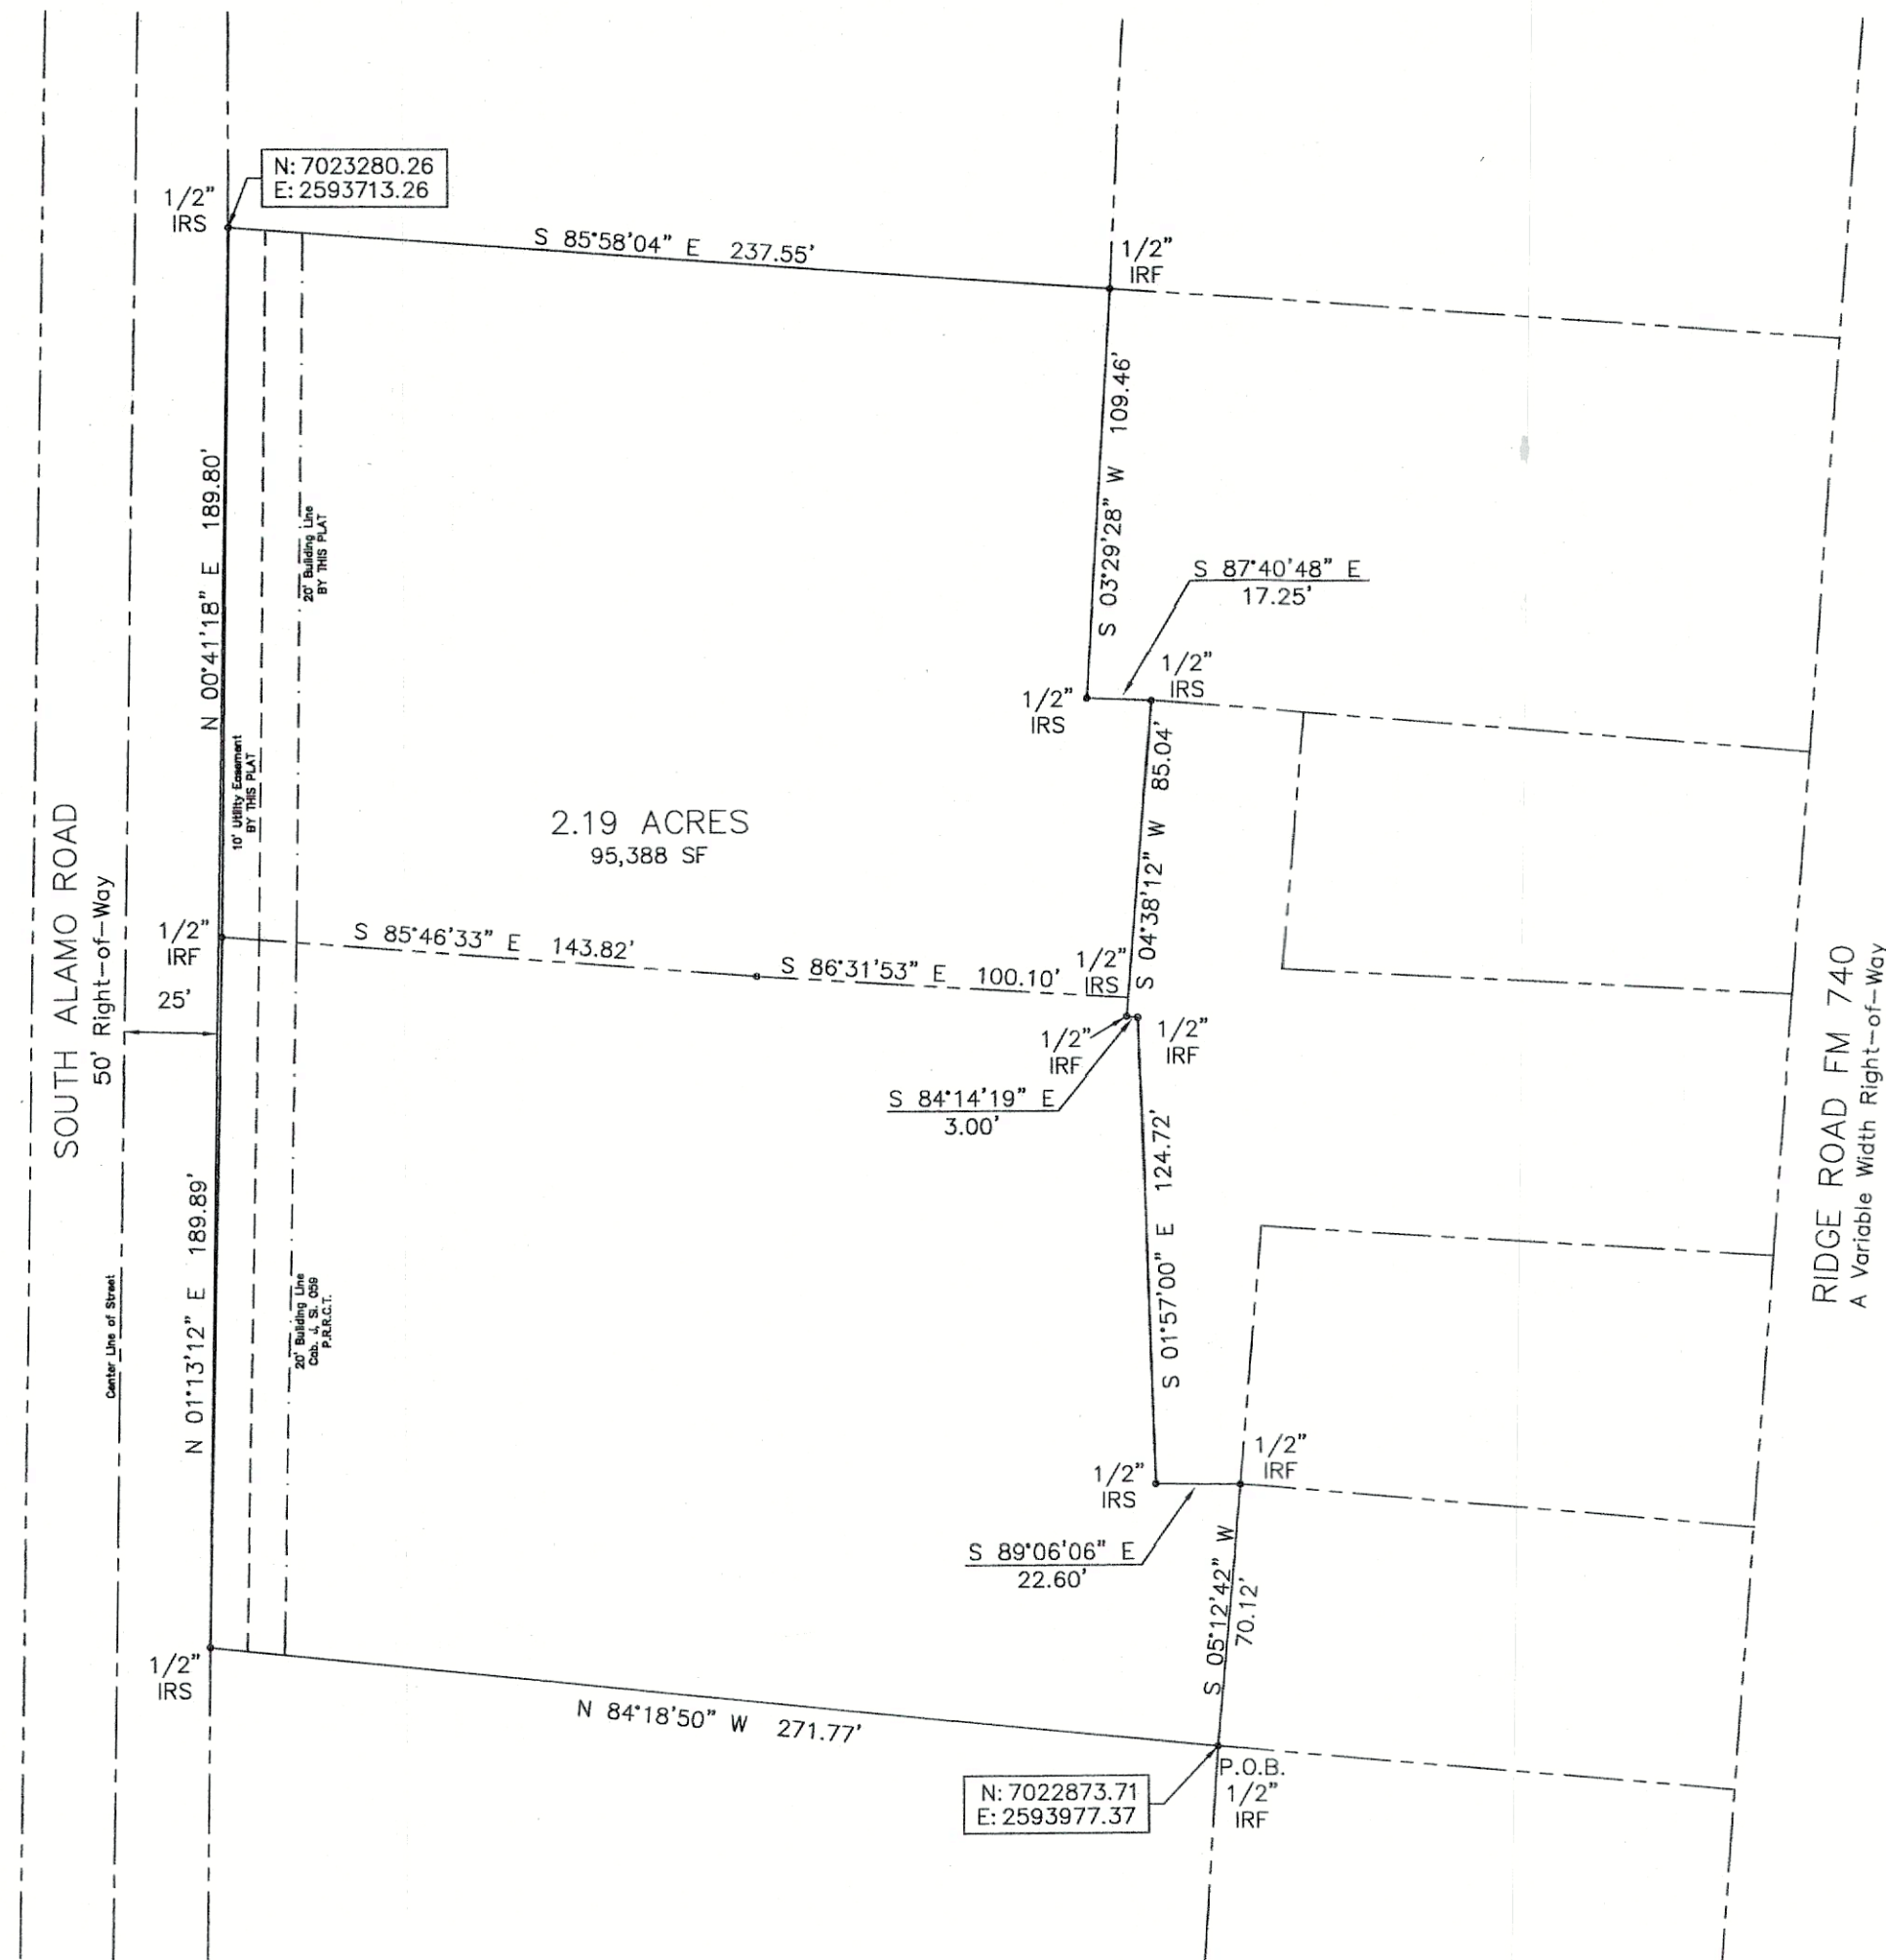 N: 7023280.26
E: 2593713.26
1/2"
IRS
S 85°58'04" E 237.55'
1/2"
IRF
S 03°29'28" W 109.46'
N 00°41'18" E 189.80'
20' Building Line
BY THIS PLAT
S 87°40'48" E
17.25'
1/2"
IRS
1/2"
IRS
10' Utility Easement
BY THIS PLAT
2.19 ACRES
95,388 SF
S 04°38'12" W 85.04'
SOUTH ALAMO ROAD
50' Right-of-Way
1/2"
IRF
25'
S 85°46'33" E 143.82'
S 86°31'53" E 100.10'
1/2"
IRS
1/2"
IRF
1/2"
IRF
S 84°14'19" E
3.00'
RIDGE ROAD FM 740
A Variable Width Right-of-Way
S 01°57'00" E 124.72'
N 01°13'12" E 189.89'
Center Line of Street
20' Building Line
Cab. J, Sl. 059
P.R.R.C.T.
1/2"
IRS
1/2"
IRF
S 89°06'06" E
22.60'
S 05°12'42" W
70.12'
1/2"
IRS
N 84°18'50" W 271.77'
P.O.B.
1/2"
IRF
N: 7022873.71
E: 2593977.37